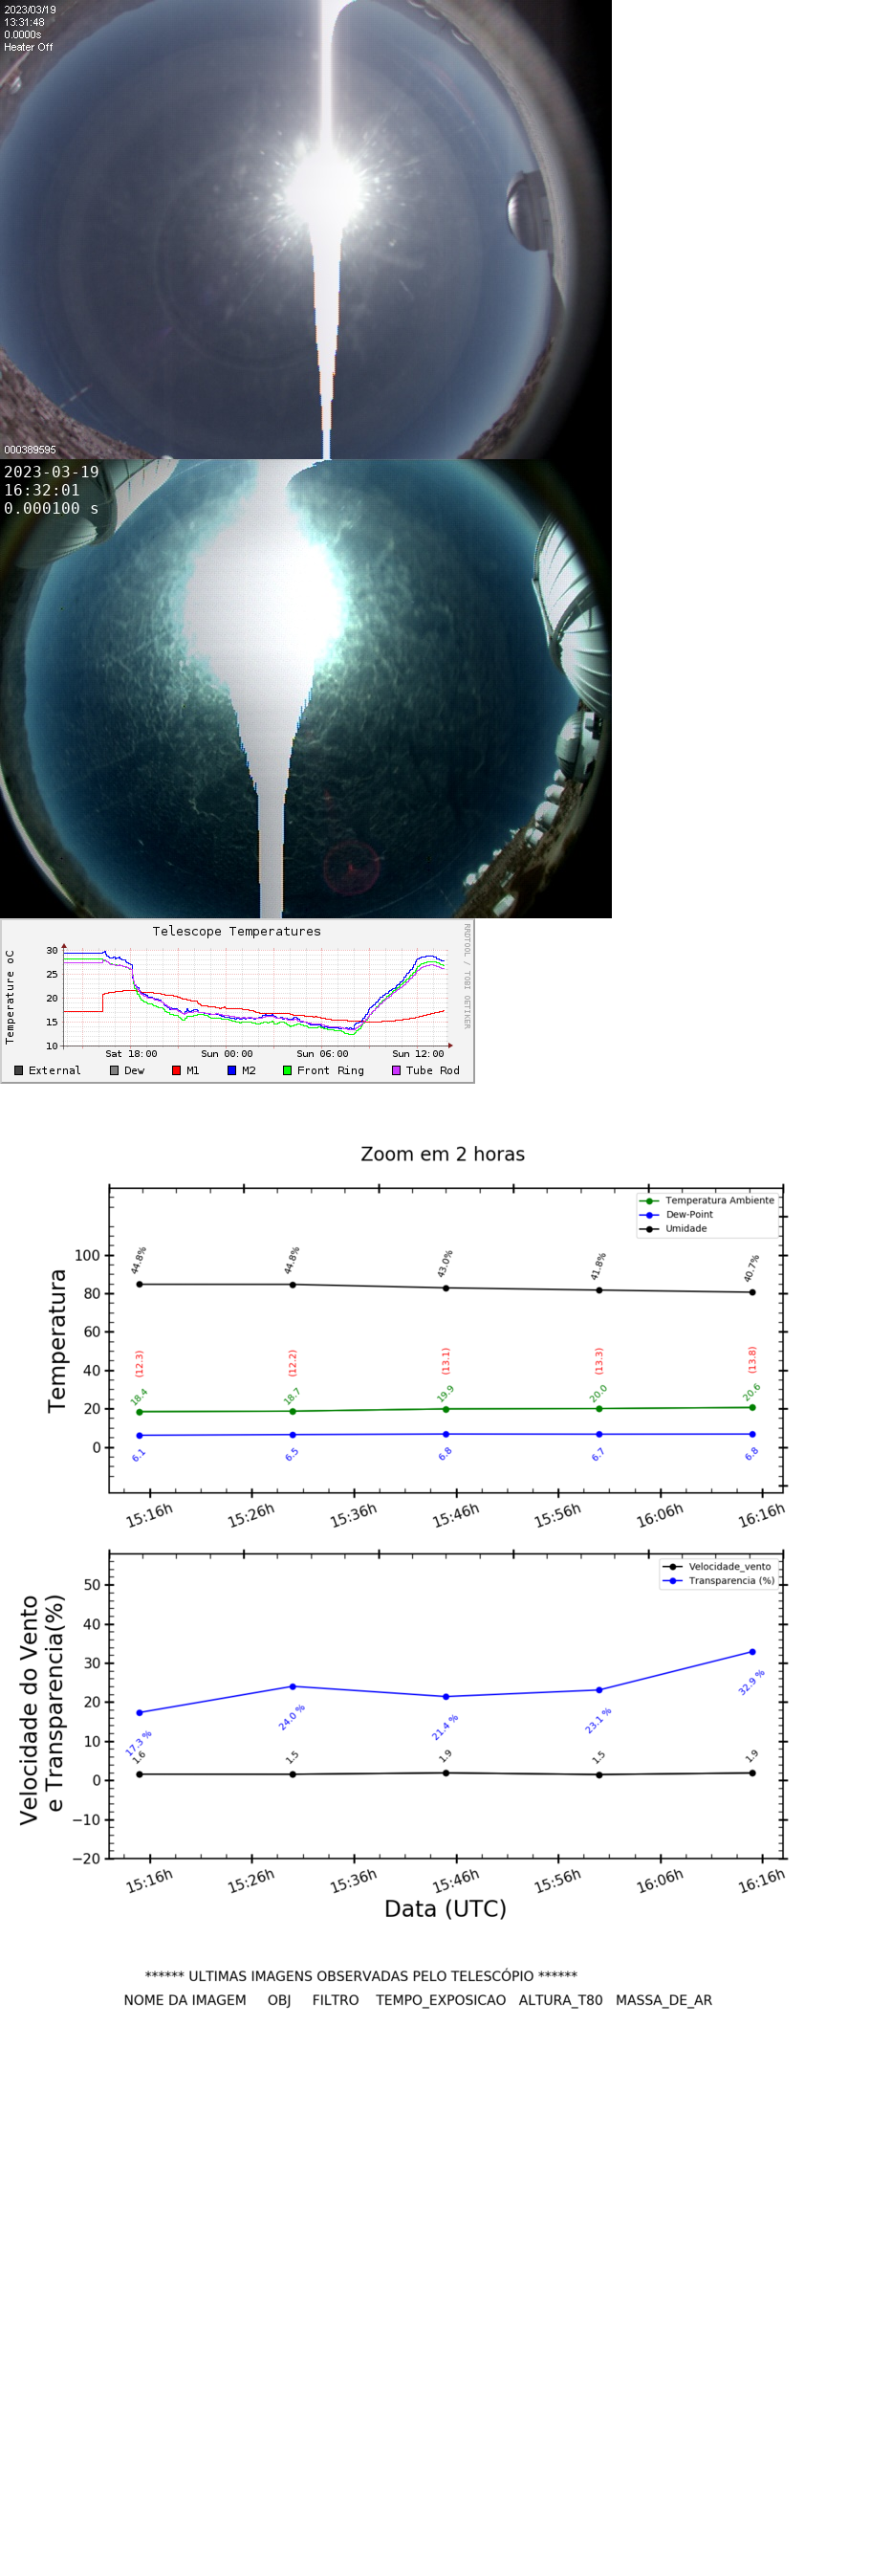 2023/03/19
13:31:48
0.0000s
Heater Off
000389595
2023-03-19
16:32:01
0.000100 s
Telescope Temperatures
RRDTOOL / TOBI OETIKER
Temperature oC
30
25
20
15
10
Sat 18:00 Sun 00:00 Sun 06:00 Sun 12:00
External Dew M1 M2 Front Ring Tube Rod
Zoom em 2 horas
Temperatura Ambiente
Dew-Point
Umidade
Temperatura
100
80
60
40
20
0
44.8% 44.8% 43.0% 41.8% 40.7%
(12.3) (12.2) (13.1) (13.3) (13.8)
18.4 18.7 19.9 20.0 20.6
6.1 6.5 6.8 6.7 6.8
15:16h 15:26h 15:36h 15:46h 15:56h 16:06h 16:16h
Velocidade_vento
Transparencia (%)
Velocidade do Vento
e Transparencia(%)
50
40
30
20
10
0
−10
−20
17.3 % 24.0 % 21.4 % 23.1 % 32.9 %
1.6 1.5 1.9 1.5 1.9
15:16h 15:26h 15:36h 15:46h 15:56h 16:06h 16:16h
Data (UTC)
****** ULTIMAS IMAGENS OBSERVADAS PELO TELESCÓPIO ******
NOME DA IMAGEM OBJ FILTRO TEMPO_EXPOSICAO ALTURA_T80 MASSA_DE_AR